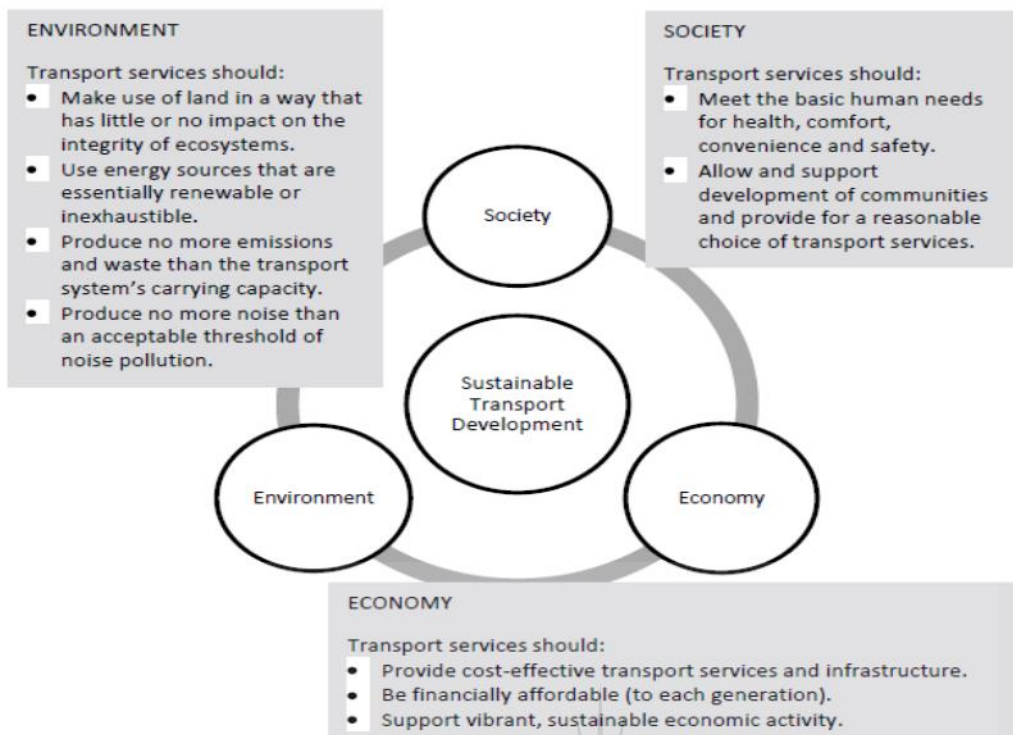 ENVIRONMENT
Transport services should:
• Make use of land in a way that
has little or no impact on the
integrity of ecosystems.
• Use energy sources that are
essentially renewable or
inexhaustible.
• Produce no more emissions
and waste than the transport
system's carrying capacity.
• Produce no more noise than
an acceptable threshold of
noise pollution.
SOCIETY
Transport services should:
• Meet the basic human needs
for health, comfort,
convenience and safety.
• Allow and support
development of communities
and provide for a reasonable
choice of transport services.
Society
Sustainable
Transport
Development
Environment
Economy
ECONOMY
Transport services should:
• Provide cost-effective transport services and infrastructure.
• Be financially affordable (to each generation).
• Support vibrant, sustainable economic activity.